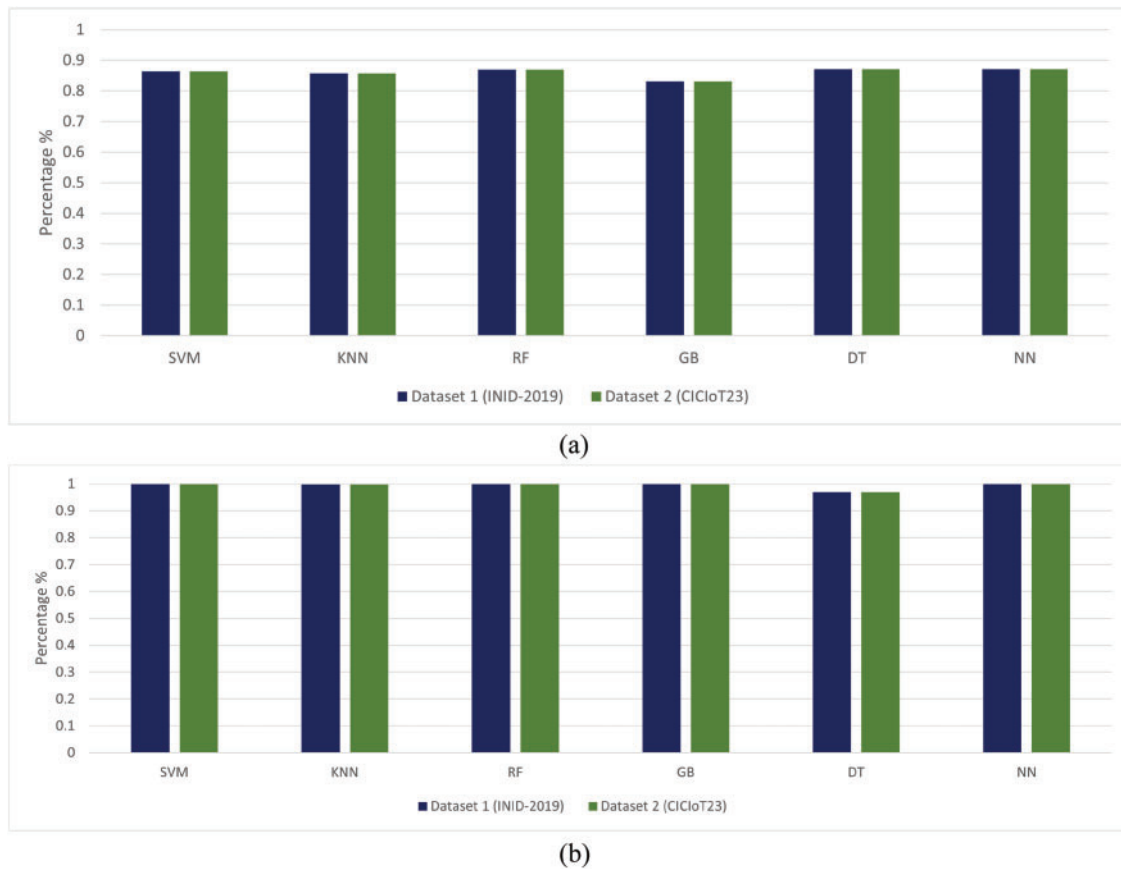 1
0.9
0.8
0.7
0.6
0.5
0.4
0.3
0.2
0.1
0
Percentage %
SVM KNN RF GB DT NN
Dataset 1 (INID-2019) Dataset 2 (CICIoT23)
(a)
1
0.9
0.8
0.7
0.6
0.5
0.4
0.3
0.2
0.1
0
Percentage %
SVM KNN RF GB DT NN
Dataset 1 (INID-2019) Dataset 2 (CICIoT23)
(b)